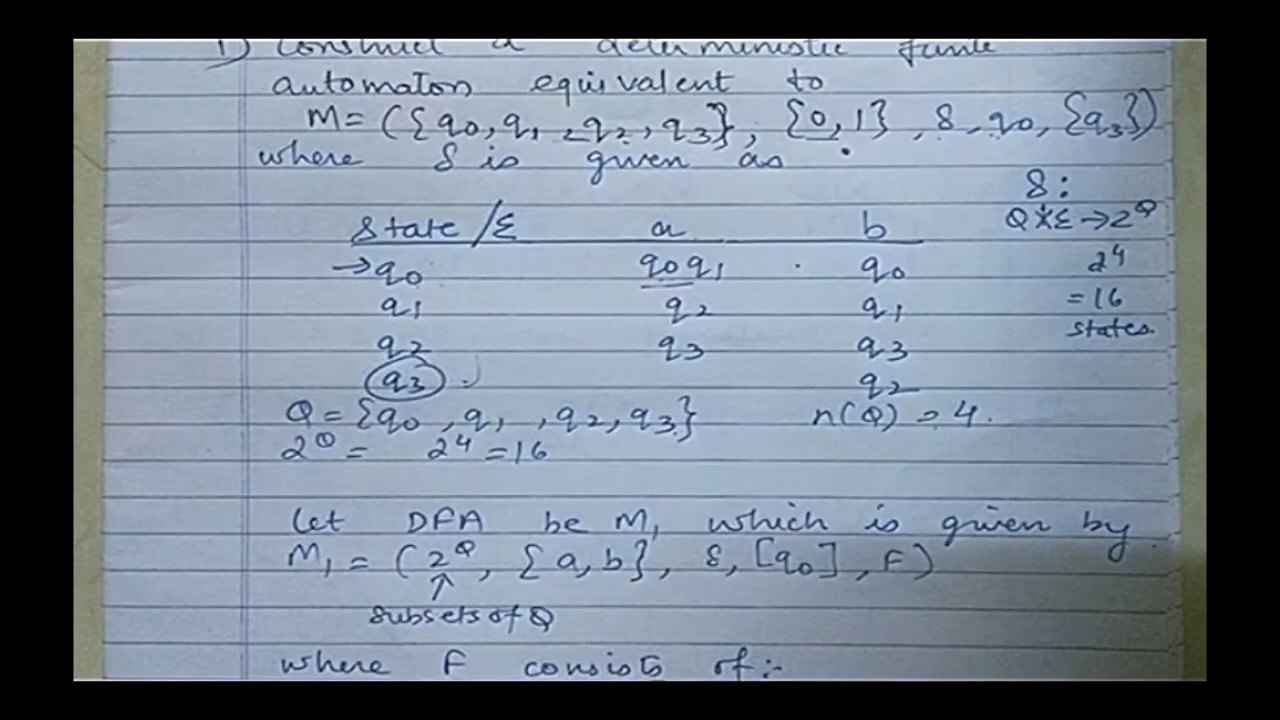 1) Construct a deterministic finite
automaton equivalent to
M = ({q0, q1, q2, q3}, {0, 1}, δ, q0, {q3})
where δ is given as
δ:
Q×Σ→2^Q
2^4
=16
states.
State /Σ a b
→q0 q0q1 q0
q1 q2 q1
q2 q3 q3
q3 q2
Q = {q0, q1, q2, q3} n(Q) = 4.
2^Q = 2^4 = 16
Let DFA be M1 which is given by
M1 = (2^Q, {a, b}, δ, [q0], F)
↑
subsets of Q
where F consists of :-